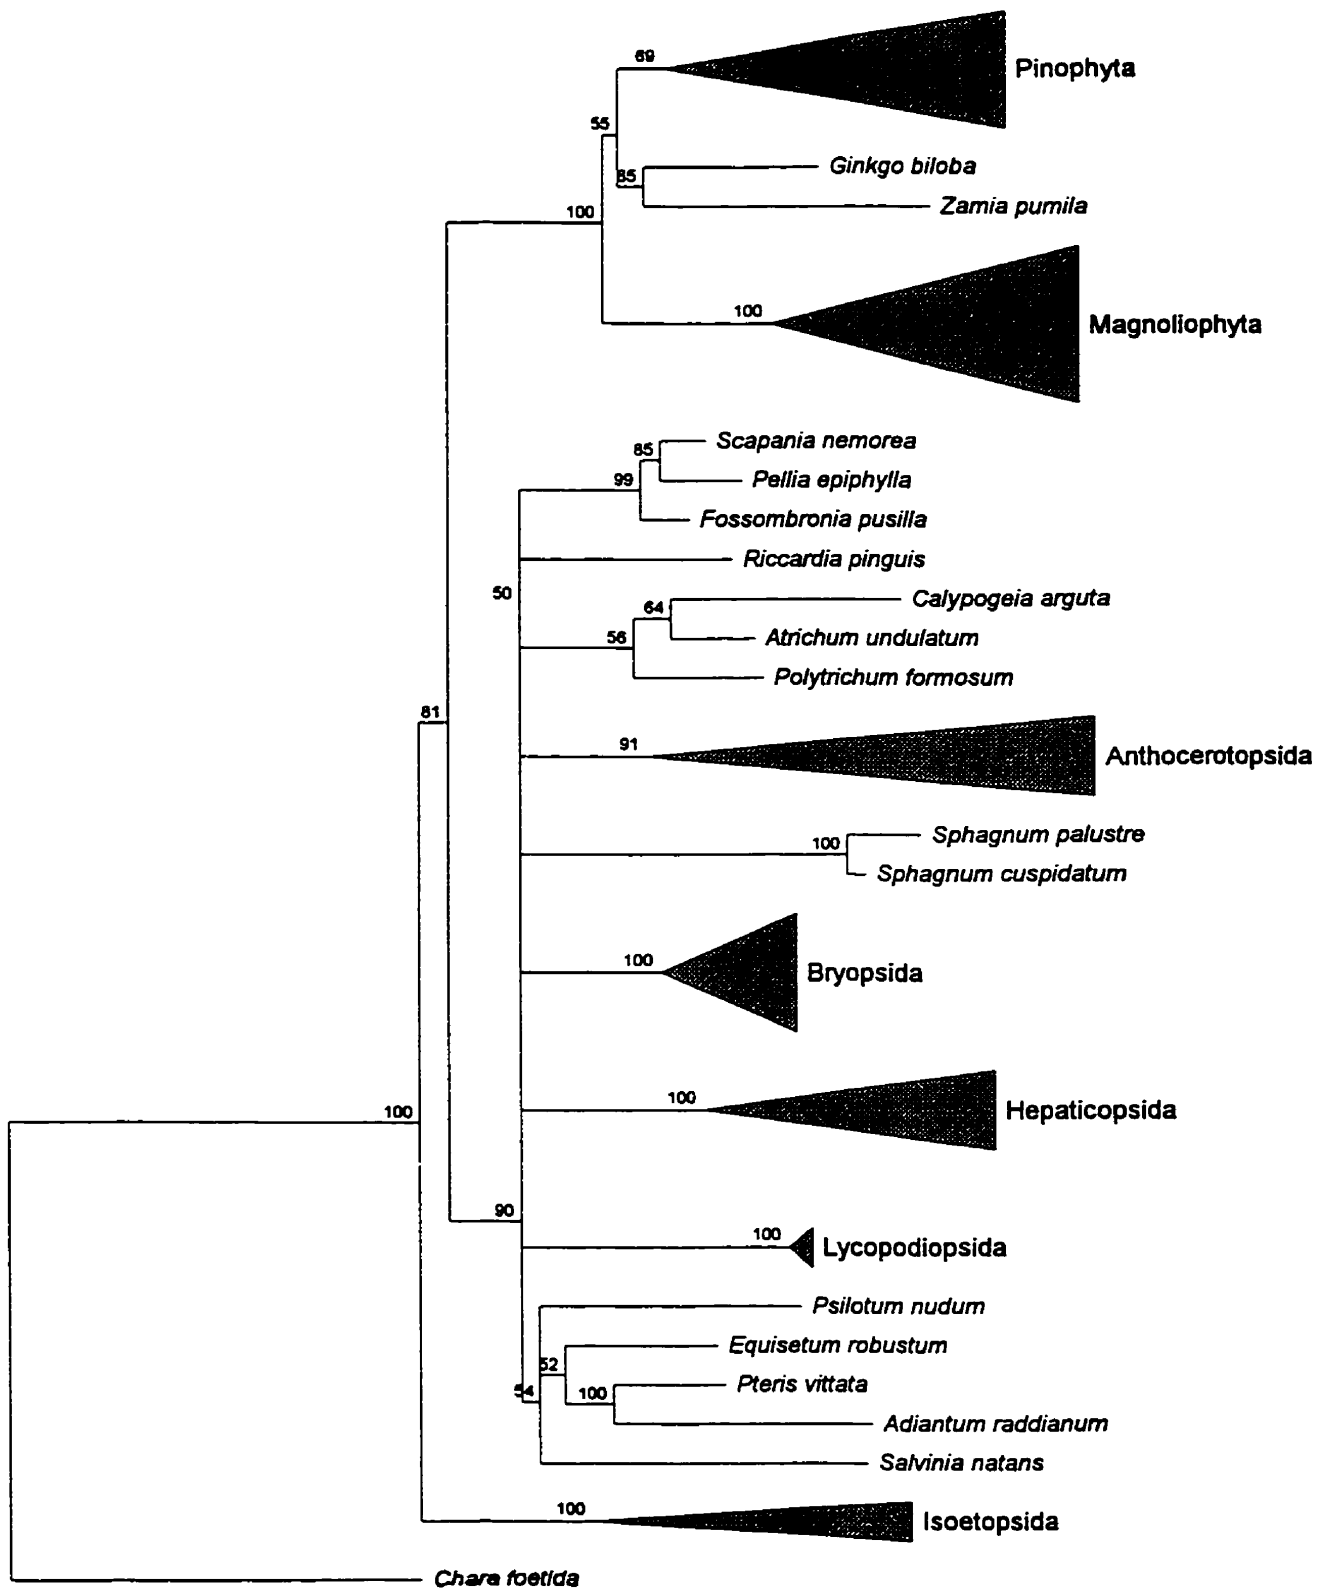 69
Pinophyta
55
Ginkgo biloba
85
Zamia pumila
100
100
Magnoliophyta
Scapania nemorea
85
Pellia epiphylla
99
Fossombronia pusilla
Riccardia pinguis
50
Calypogeia arguta
64
Atrichum undulatum
56
Polytrichum formosum
81
91
Anthocerotopsida
Sphagnum palustre
100
Sphagnum cuspidatum
100
Bryopsida
100
Hepaticopsida
100
90
100
Lycopodiopsida
Psilotum nudum
Equisetum robustum
52
Pteris vittata
54
100
Adiantum raddianum
Salvinia natans
100
Isoetopsida
Chara foetida